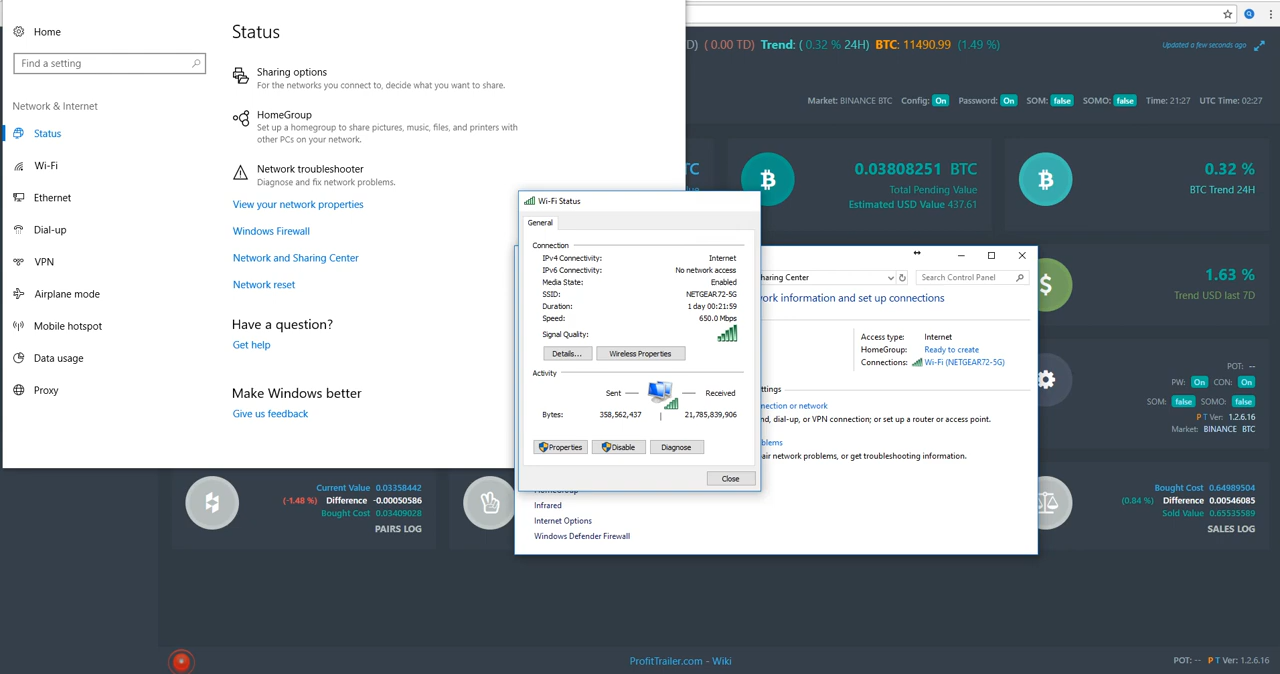 Home
Find a setting
Network & Internet
Status
Wi-Fi
Ethernet
Dial-up
VPN
Airplane mode
Mobile hotspot
Data usage
Proxy
Status
Sharing options
For the networks you connect to, decide what you want to share.
HomeGroup
Set up a homegroup to share pictures, music, files, and printers with
other PCs on your network.
Network troubleshooter
Diagnose and fix network problems.
View your network properties
Windows Firewall
Network and Sharing Center
Network reset
Have a question?
Get help
Make Windows better
Give us feedback
D) ( 0.00 TD) Trend: ( 0.32 % 24H) BTC: 11490.99 (1.49 %)
Updated a few seconds ago
Market: BINANCE BTC Config: On Password: On SOM: false SOMO: false Time: 21:27 UTC Time: 02:27
TC
0.03808251 BTC
Total Pending Value
Estimated USD Value 437.61
0.32 %
BTC Trend 24H
1.63 %
Trend USD last 7D
POT: --
PW: On CON: On
SOM: false SOMO: false
P T Ver: 1.2.6.16
Market: BINANCE BTC
Wi-Fi Status
General
Connection
IPv4 Connectivity: Internet
IPv6 Connectivity: No network access
Media State: Enabled
SSID: NETGEAR72-5G
Duration: 1 day 00:21:59
Speed: 650.0 Mbps
Signal Quality:
Details... Wireless Properties
Activity
Sent Received
Bytes: 358,562,437 21,785,839,906
Properties Disable Diagnose
Close
haring Center
Search Control Panel
ork information and set up connections
Access type: Internet
HomeGroup: Ready to create
Connections: Wi-Fi (NETGEAR72-5G)
ttings
nection or network
nd, dial-up, or VPN connection; or set up a router or access point.
blems
air network problems, or get troubleshooting information.
HomeGroup
Infrared
Internet Options
Windows Defender Firewall
Current Value 0.03358442
(-1.48 %) Difference -0.00050586
Bought Cost 0.03409028
PAIRS LOG
Bought Cost 0.64989504
(0.84 %) Difference 0.00546085
Sold Value 0.65535589
SALES LOG
ProfitTrailer.com - Wiki
POT: -- P T Ver: 1.2.6.16